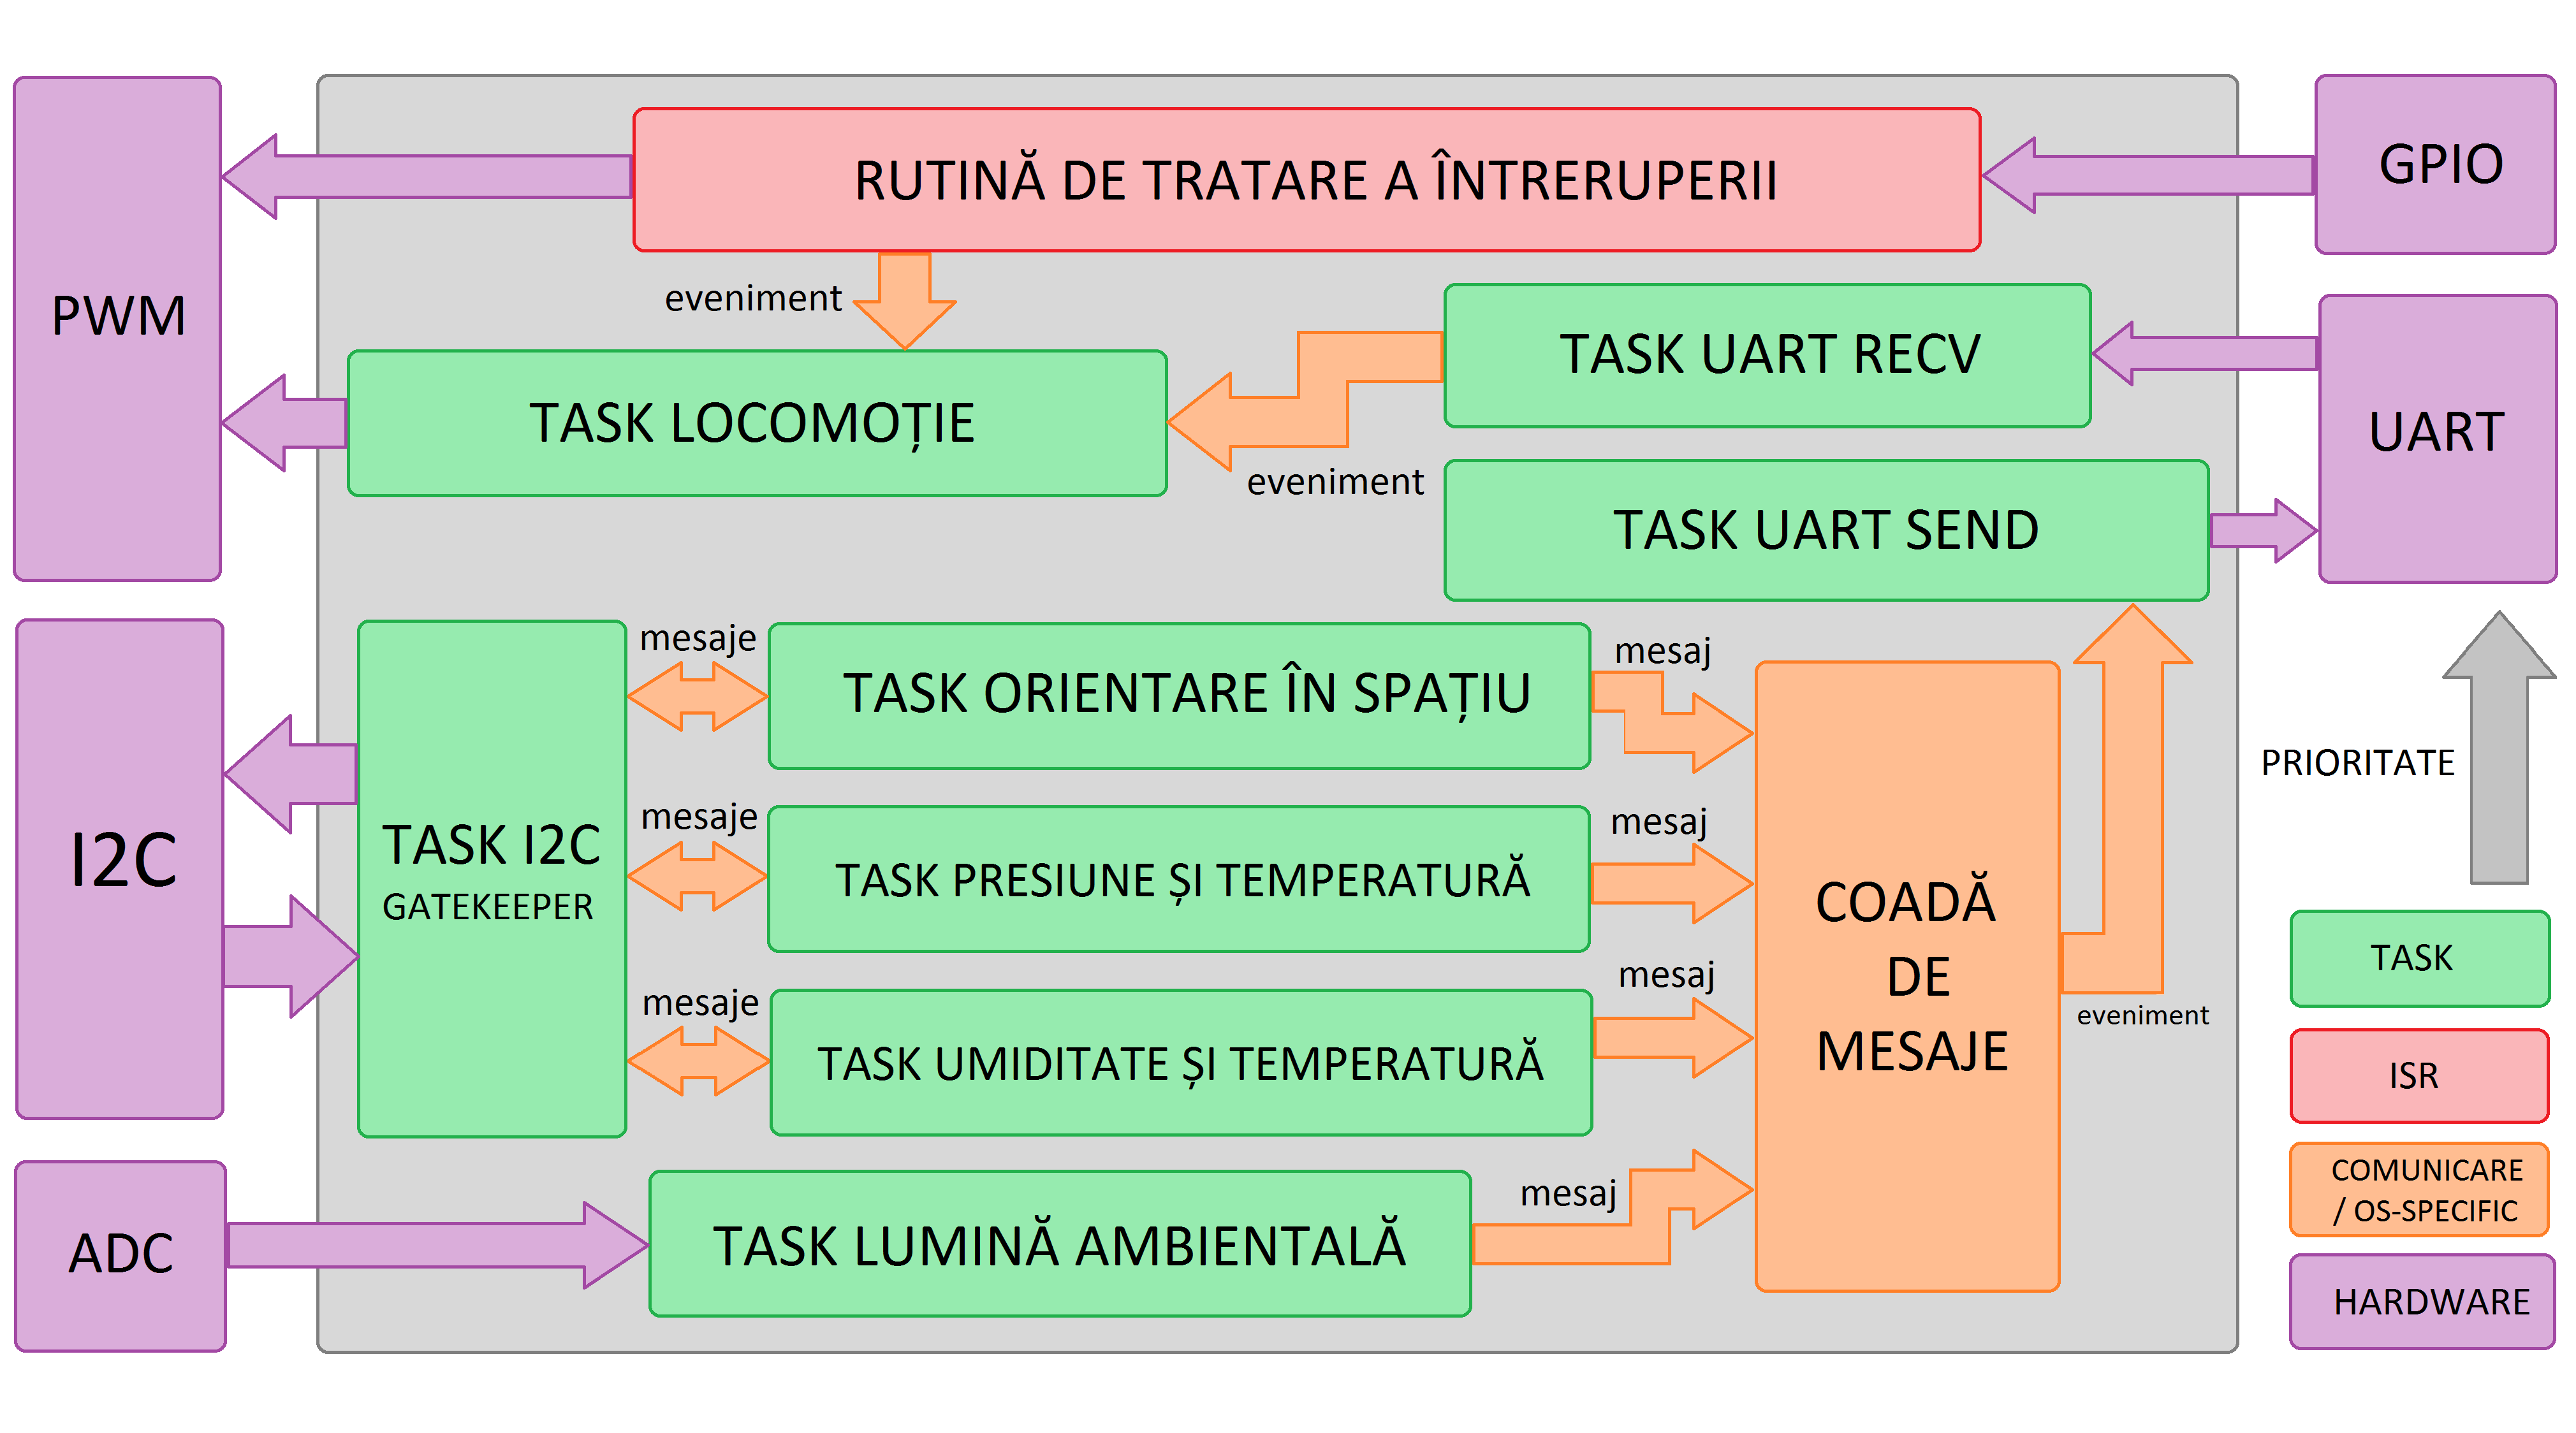 RUTINĂ DE TRATARE A ÎNTRERUPERII
GPIO
PWM
eveniment
TASK UART RECV
TASK LOCOMOȚIE
UART
eveniment
TASK UART SEND
mesaje
TASK ORIENTARE ÎN SPAȚIU
mesaj
PRIORITATE
I2C
TASK I2C
GATEKEEPER
mesaje
TASK PRESIUNE ȘI TEMPERATURĂ
mesaj
COADĂ
DE
MESAJE
eveniment
mesaje
TASK UMIDITATE ȘI TEMPERATURĂ
mesaj
ADC
TASK LUMINĂ AMBIENTALĂ
mesaj
TASK
ISR
COMUNICARE
/ OS-SPECIFIC
HARDWARE